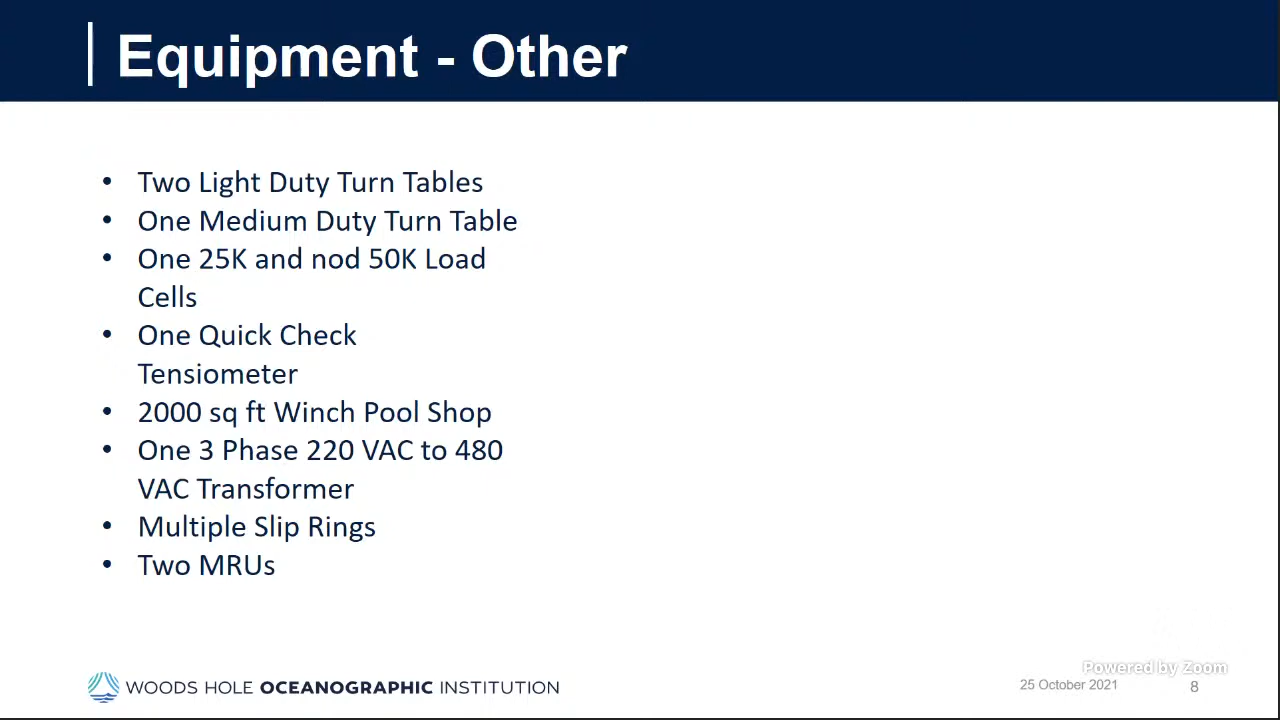 Equipment - Other
• Two Light Duty Turn Tables
• One Medium Duty Turn Table
• One 25K and nod 50K Load
Cells
• One Quick Check
Tensiometer
• 2000 sq ft Winch Pool Shop
• One 3 Phase 220 VAC to 480
VAC Transformer
• Multiple Slip Rings
• Two MRUs
Powered by Zoom
WOODS HOLE OCEANOGRAPHIC INSTITUTION
25 October 2021
8